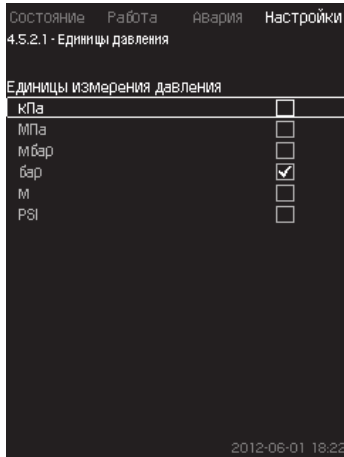 Состояние Работа Авария Настройки
4.5.2.1 - Единицы давления
Единицы измерения давления
кПа
МПа
мбар
бар
м
PSI
2012-06-01 18:22